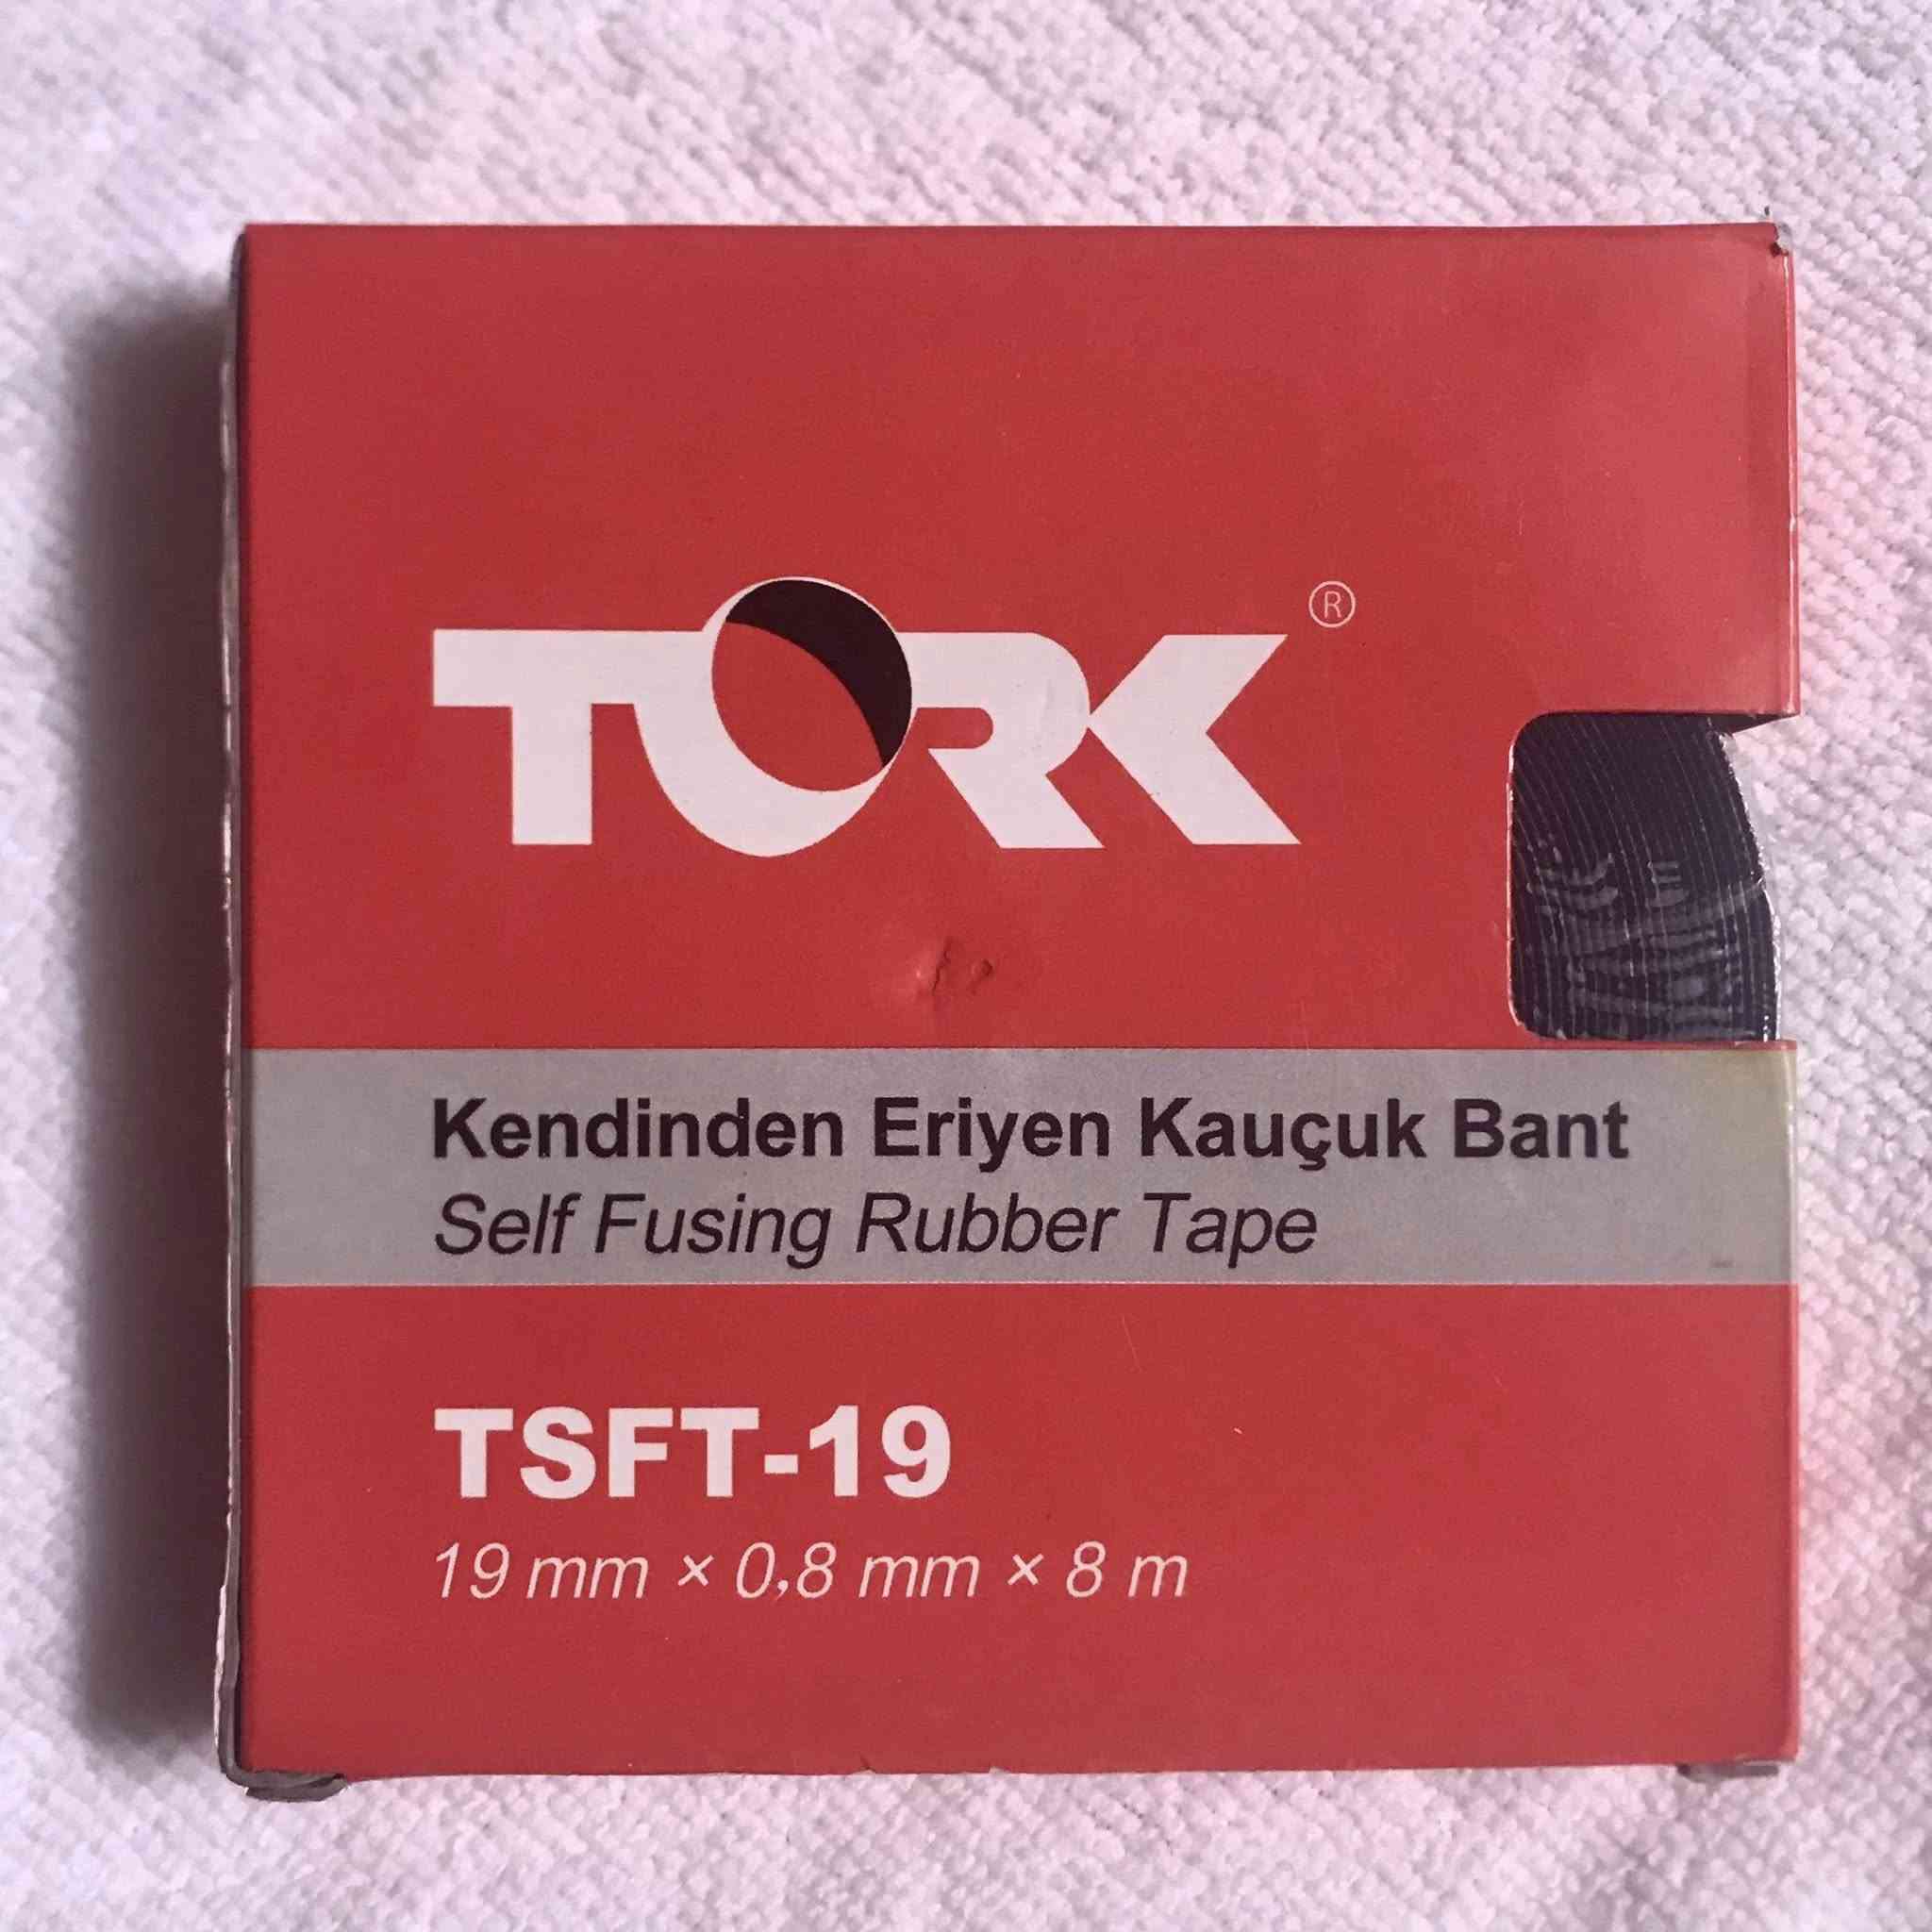 TORK®
Kendinden Eriyen Kauçuk Bant
Self Fusing Rubber Tape
TSFT-19
19 mm × 0,8 mm × 8 m